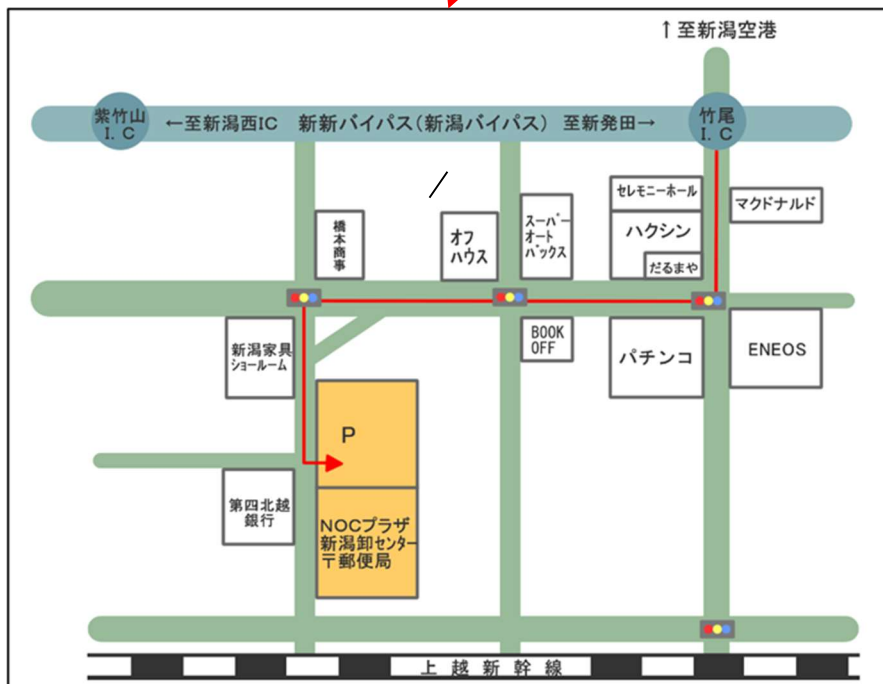 ↑至新潟空港
紫竹山
I. C
←至新潟西IC 新新バイパス(新潟バイパス) 至新発田→
竹尾
I. C
橋本商事
オフ
ハウス
スーパー
オート
バックス
セレモニーホール
ハクシン
だるまや
マクドナルド
新潟家具
ショールーム
BOOK
OFF
パチンコ
ENEOS
P
第四北越
銀行
NOCプラザ
新潟卸センター
〒郵便局
上越新幹線